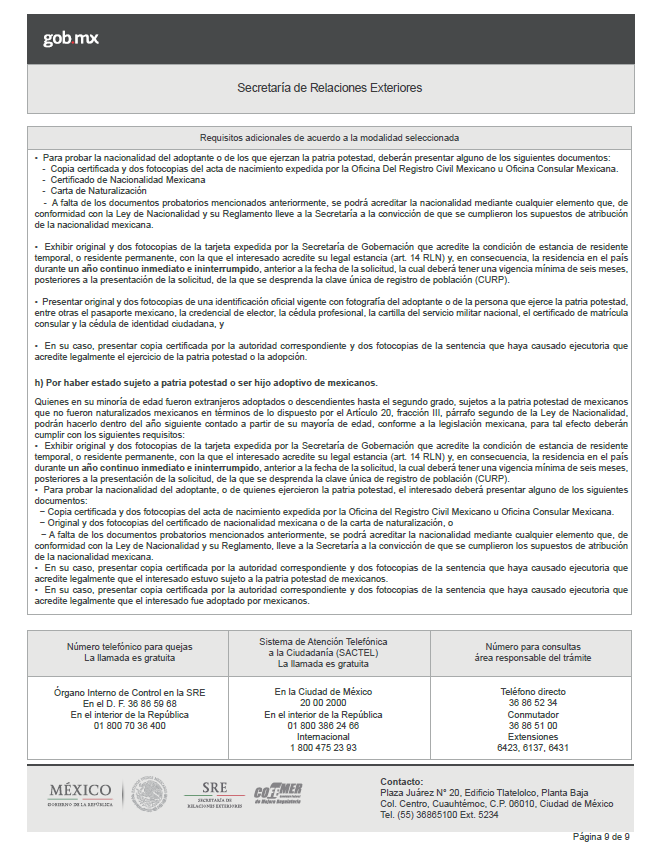 gob.mx
Secretaría de Relaciones Exteriores
Requisitos adicionales de acuerdo a la modalidad seleccionada
• Para probar la nacionalidad del adoptante o de los que ejerzan la patria potestad, deberán presentar alguno de los siguientes documentos:
- Copia certificada y dos fotocopias del acta de nacimiento expedida por la Oficina Del Registro Civil Mexicano u Oficina Consular Mexicana.
- Certificado de Nacionalidad Mexicana
- Carta de Naturalización
- A falta de los documentos probatorios mencionados anteriormente, se podrá acreditar la nacionalidad mediante cualquier elemento que, de
conformidad con la Ley de Nacionalidad y su Reglamento lleve a la Secretaría a la convicción de que se cumplieron los supuestos de atribución
de la nacionalidad mexicana.
• Exhibir original y dos fotocopias de la tarjeta expedida por la Secretaría de Gobernación que acredite la condición de estancia de residente
temporal, o residente permanente, con la que el interesado acredite su legal estancia (art. 14 RLN) y, en consecuencia, la residencia en el país
durante un año continuo inmediato e ininterrumpido, anterior a la fecha de la solicitud, la cual deberá tener una vigencia mínima de seis meses,
posteriores a la presentación de la solicitud, de la que se desprenda la clave única de registro de población (CURP).
• Presentar original y dos fotocopias de una identificación oficial vigente con fotografía del adoptante o de la persona que ejerce la patria potestad,
entre otras el pasaporte mexicano, la credencial de elector, la cédula profesional, la cartilla del servicio militar nacional, el certificado de matrícula
consular y la cédula de identidad ciudadana, y
• En su caso, presentar copia certificada por la autoridad correspondiente y dos fotocopias de la sentencia que haya causado ejecutoria que
acredite legalmente el ejercicio de la patria potestad o la adopción.
h) Por haber estado sujeto a patria potestad o ser hijo adoptivo de mexicanos.
Quienes en su minoría de edad fueron extranjeros adoptados o descendientes hasta el segundo grado, sujetos a la patria potestad de mexicanos
que no fueron naturalizados mexicanos en términos de lo dispuesto por el Artículo 20, fracción III, párrafo segundo de la Ley de Nacionalidad,
podrán hacerlo dentro del año siguiente contado a partir de su mayoría de edad, conforme a la legislación mexicana, para tal efecto deberán
cumplir con los siguientes requisitos:
• Exhibir original y dos fotocopias de la tarjeta expedida por la Secretaría de Gobernación que acredite la condición de estancia de residente
temporal, o residente permanente, con la que el interesado acredite su legal estancia (art. 14 RLN) y, en consecuencia, la residencia en el país
durante un año continuo inmediato e ininterrumpido, anterior a la fecha de la solicitud, la cual deberá tener una vigencia mínima de seis meses,
posteriores a la presentación de la solicitud, de la que se desprenda la clave única de registro de población (CURP).
• Para probar la nacionalidad del adoptante, o de quienes ejercieron la patria potestad, el interesado deberá presentar alguno de los siguientes
documentos:
− Copia certificada y dos fotocopias del acta de nacimiento expedida por la Oficina del Registro Civil Mexicano u Oficina Consular Mexicana.
− Original y dos fotocopias del certificado de nacionalidad mexicana o de la carta de naturalización, o
− A falta de los documentos probatorios mencionados anteriormente, se podrá acreditar la nacionalidad mediante cualquier elemento que, de
conformidad con la Ley de Nacionalidad y su Reglamento, lleve a la Secretaría a la convicción de que se cumplieron los supuestos de atribución
de la nacionalidad mexicana.
• En su caso, presentar copia certificada por la autoridad correspondiente y dos fotocopias de la sentencia que haya causado ejecutoria que
acredite legalmente que el interesado estuvo sujeto a la patria potestad de mexicanos.
• En su caso, presentar copia certificada por la autoridad correspondiente y dos fotocopias de la sentencia que haya causado ejecutoria que
acredite legalmente que el interesado fue adoptado por mexicanos.
Número telefónico para quejas
La llamada es gratuita
Órgano Interno de Control en la SRE
En el D. F. 36 86 59 68
En el interior de la República
01 800 70 36 400
Sistema de Atención Telefónica
a la Ciudadanía (SACTEL)
La llamada es gratuita
En la Ciudad de México
20 00 2000
En el interior de la República
01 800 386 24 66
Internacional
1 800 475 23 93
Número para consultas
área responsable del trámite
Teléfono directo
36 86 52 34
Conmutador
36 86 51 00
Extensiones
6423, 6137, 6431
MÉXICO
GOBIERNO DE LA REPÚBLICA
SRE
SECRETARÍA DE
RELACIONES EXTERIORES
COFEMER
de Mejora Regulatoria
Contacto:
Plaza Juárez N° 20, Edificio Tlatelolco, Planta Baja
Col. Centro, Cuauhtémoc, C.P. 06010, Ciudad de México
Tel. (55) 36865100 Ext. 5234
Página 9 de 9